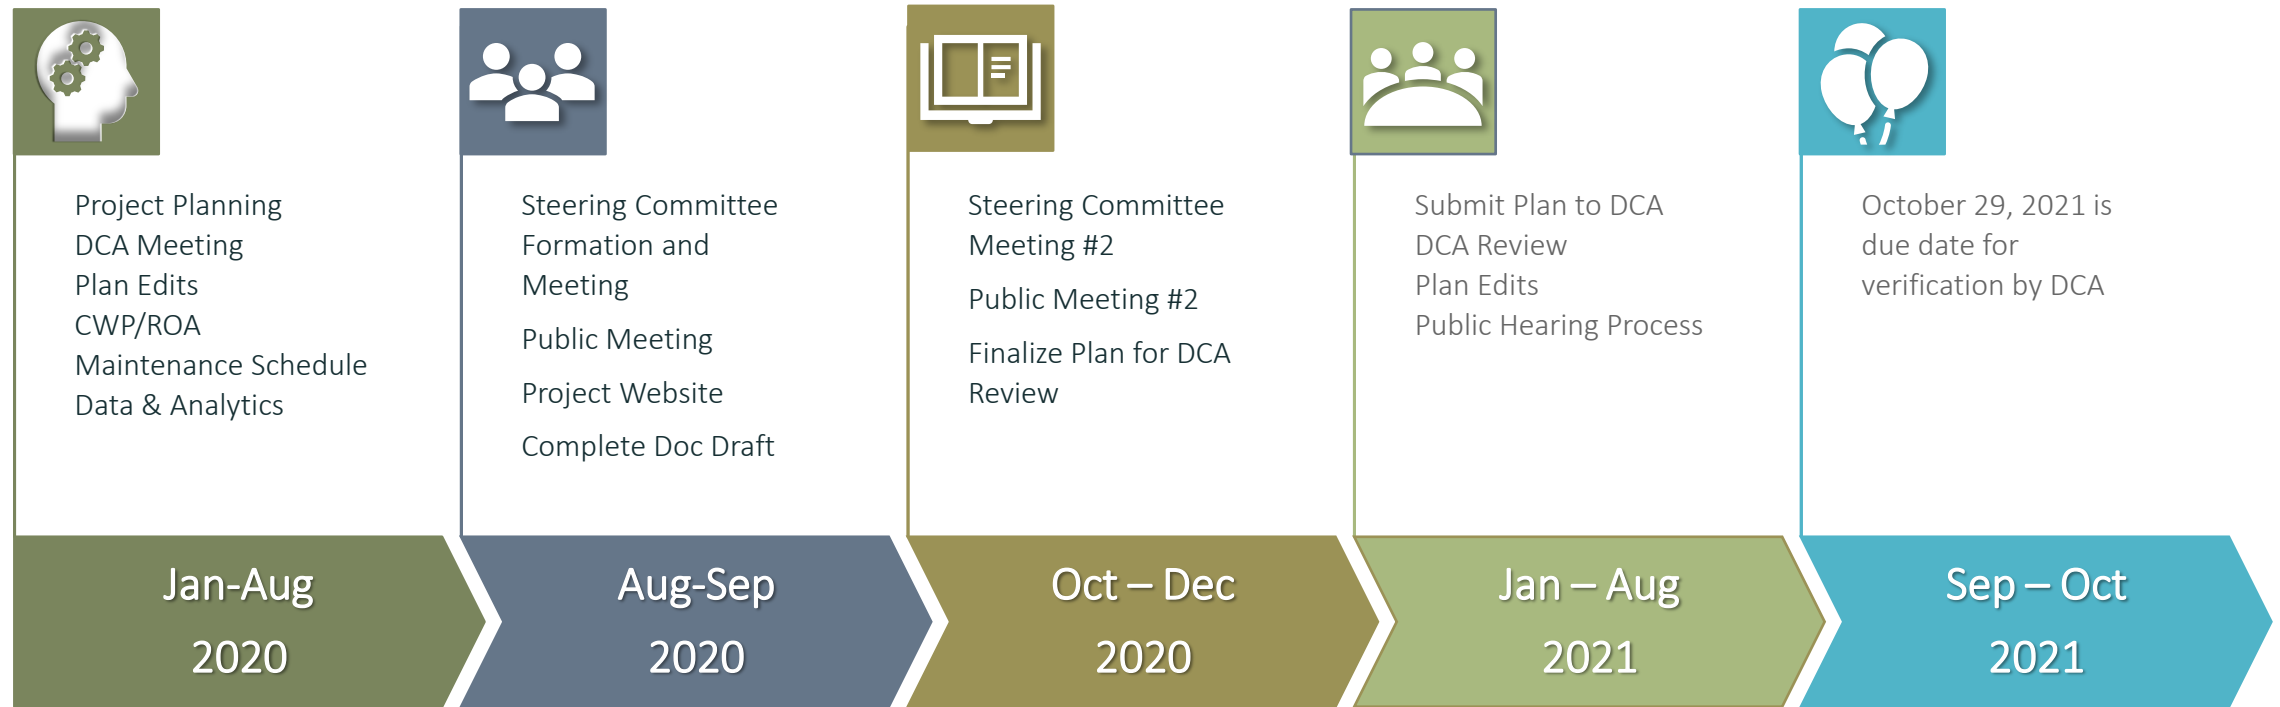 Project Planning
DCA Meeting
Plan Edits
CWP/ROA
Maintenance Schedule
Data & Analytics
Jan-Aug
2020
Steering Committee
Formation and
Meeting
Public Meeting
Project Website
Complete Doc Draft
Aug-Sep
2020
Steering Committee
Meeting #2
Public Meeting #2
Finalize Plan for DCA
Review
Oct – Dec
2020
Submit Plan to DCA
DCA Review
Plan Edits
Public Hearing Process
Jan – Aug
2021
October 29, 2021 is
due date for
verification by DCA
Sep – Oct
2021